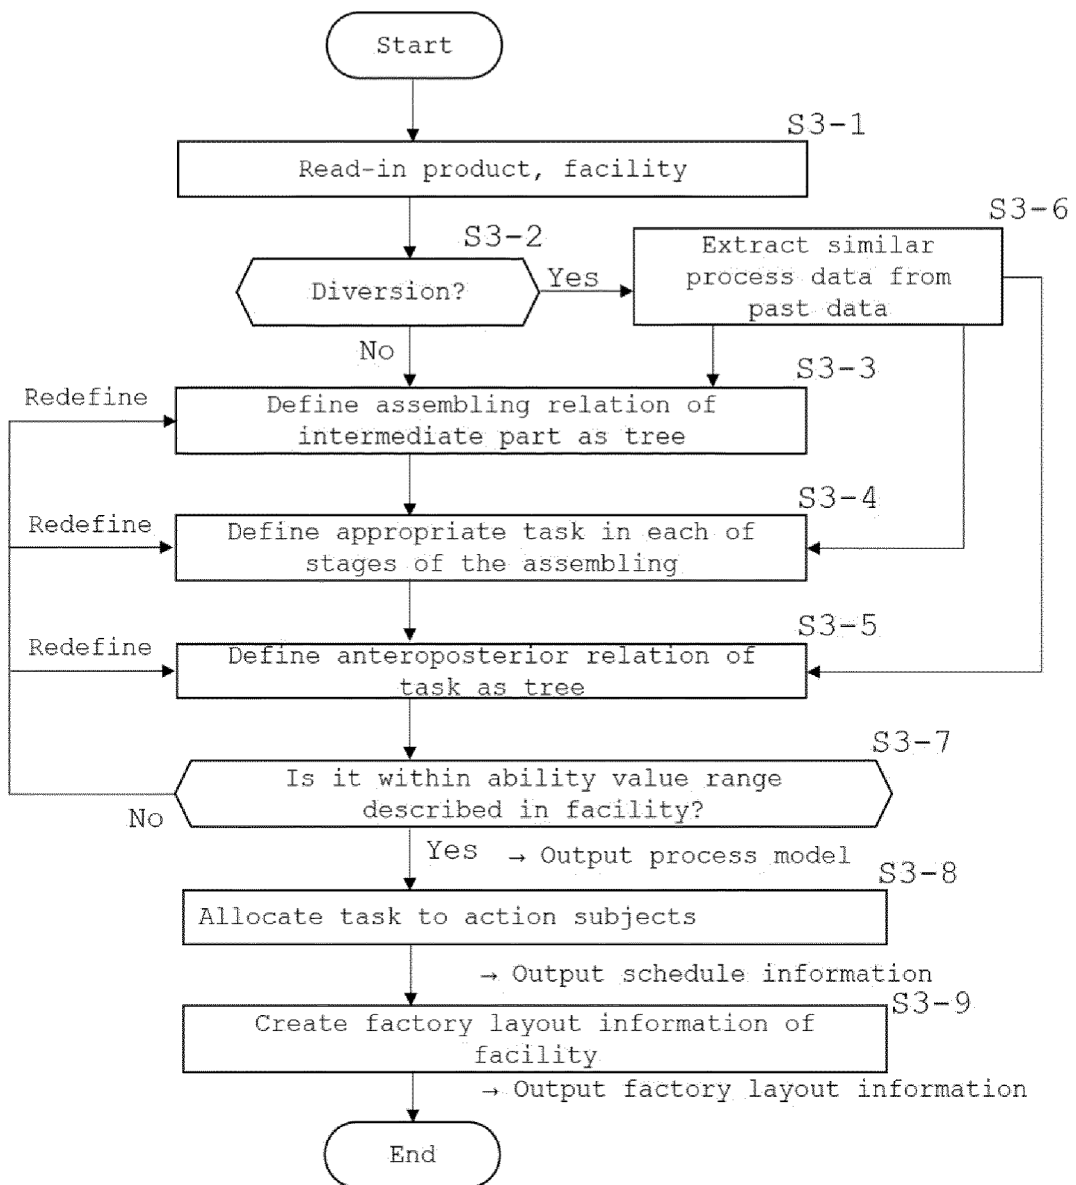 Start
S3-1
Read-in product, facility
S3-6
S3-2
Extract similar
process data from
past data
Diversion?
Yes
No
S3-3
Redefine
Define assembling relation of
intermediate part as tree
S3-4
Redefine
Define appropriate task in each of
stages of the assembling
S3-5
Redefine
Define anteroposterior relation of
task as tree
S3-7
Is it within ability value range
described in facility?
No
Yes → Output process model
S3-8
Allocate task to action subjects
→ Output schedule information
S3-9
Create factory layout information of
facility
→ Output factory layout information
End